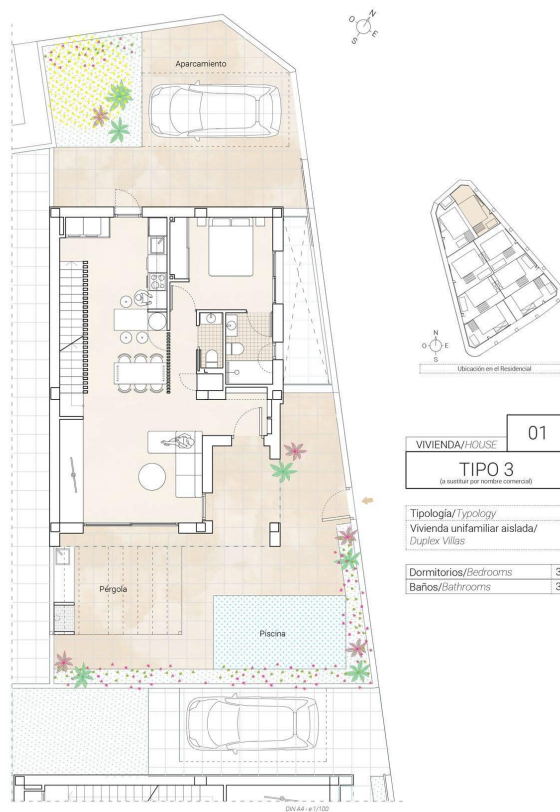 N
O
E
S
Aparcamiento
N
O
E
S
Ubicación en el Residencial
VIVIENDA/HOUSE
01
TIPO 3
(a sustituir por nombre comercial)
Tipología/Typology
Vivienda unifamiliar aislada/
Duplex Villas
Dormitorios/Bedrooms 3
Baños/Bathrooms 3
Pérgola
Piscina
DIN A4 - e 1/100